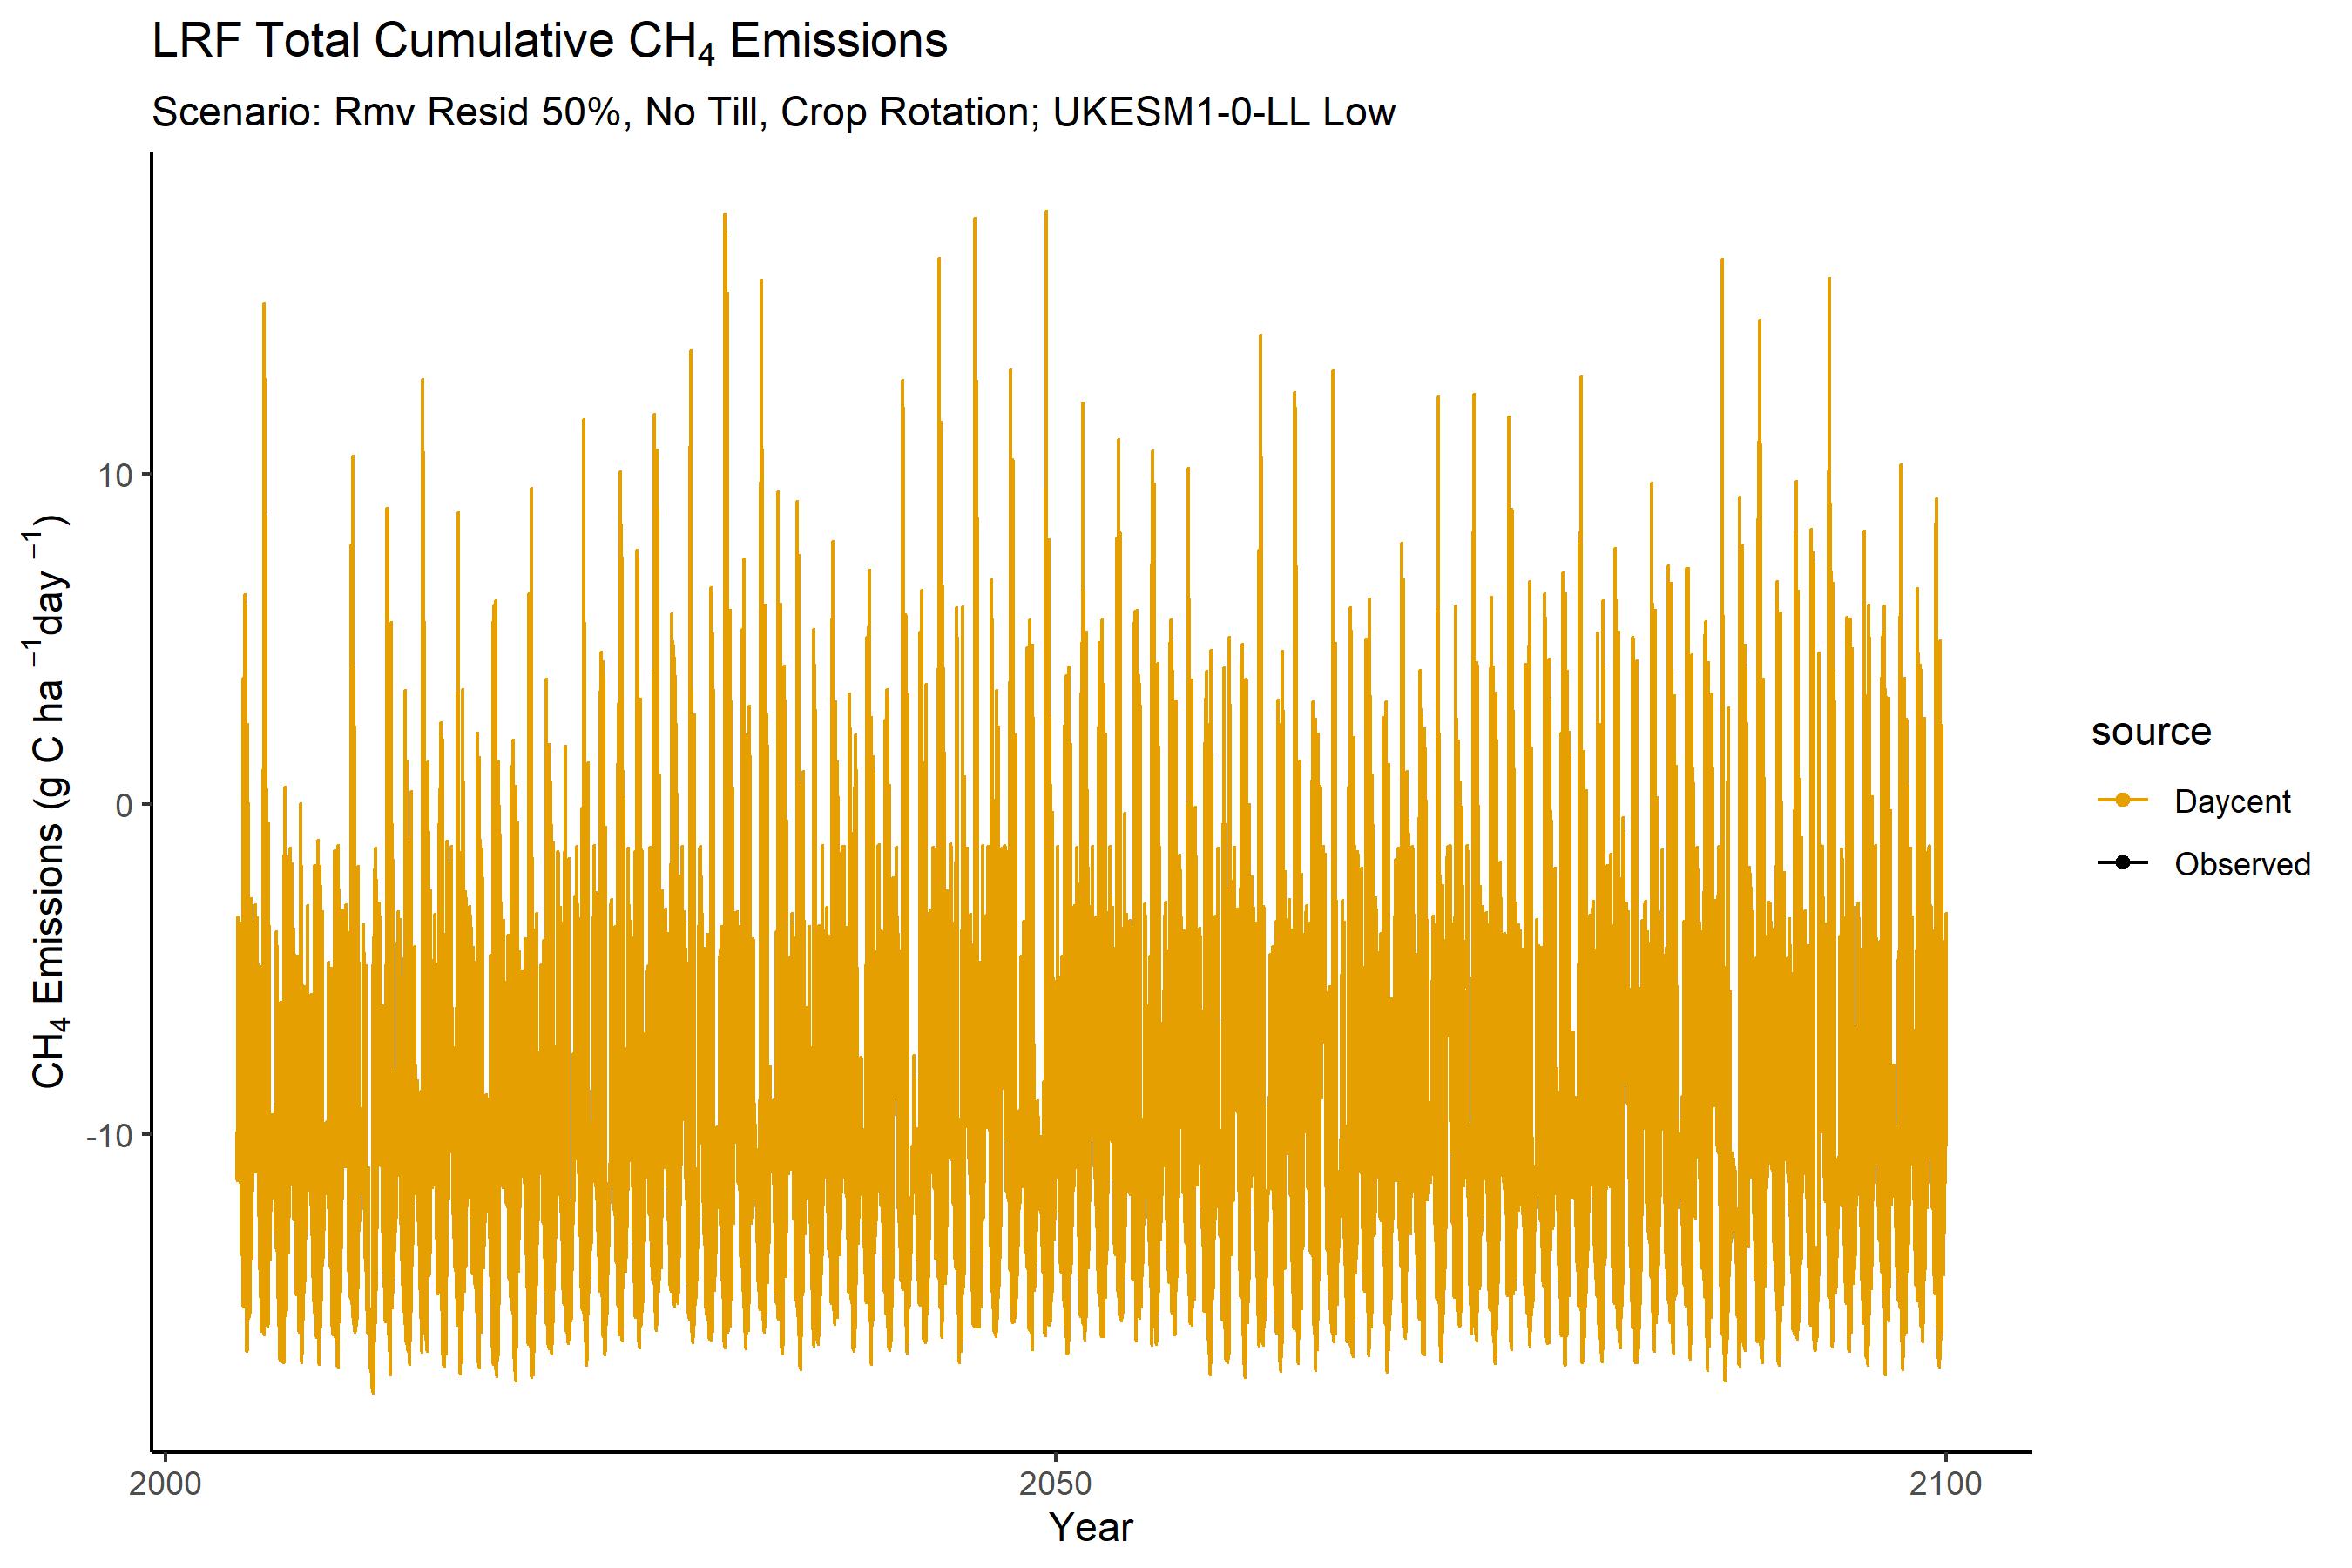 LRF Total Cumulative CH₄ Emissions
Scenario: Rmv Resid 50%, No Till, Crop Rotation; UKESM1-0-LL Low
CH₄ Emissions (g C ha ⁻¹day ⁻¹)
10
0
-10
2000
2050
2100
Year
source
Daycent
Observed